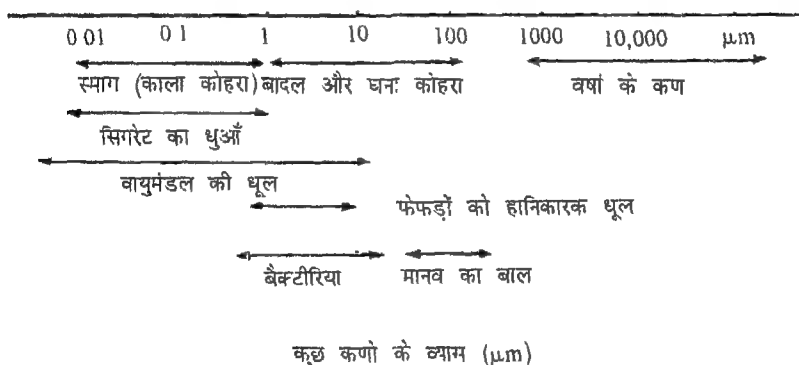 0 01 0 1 1 10 100 1000 10,000 μm
स्माग (काला कोहरा) बादल और घनः कोहरा वर्षा के कण
सिगरेट का धुआँ
वायुमंडल की धूल
फेफड़ों को हानिकारक धूल
बैक्टीरिया मानव का बाल
कुछ कणो के व्यास (μm)